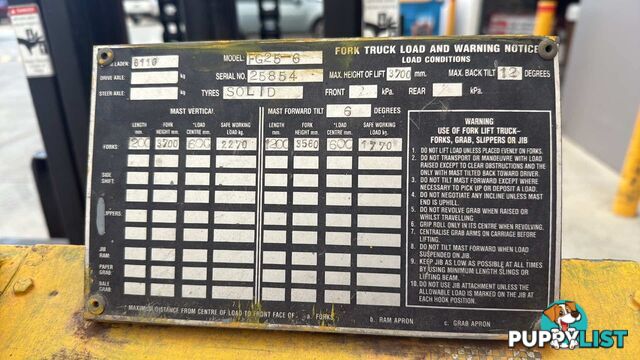 FORK TRUCK LOAD AND WARNING NOTICE
LOAD CONDITIONS
LADEN: 6110
MODEL: FG25-6
DRIVE AXLE: kg
SERIAL NO. 25854
MAX. HEIGHT OF LIFT 3700 mm.
MAX. BACK TILT 12 DEGREES
STEER AXLE: kg
TYRES SOLID
FRONT kPa.
REAR kPa.
MAST VERTICAL
MAST FORWARD TILT 6 DEGREES
LENGTH mm. FORK HEIGHT mm. *LOAD CENTRE mm. SAFE WORKING LOAD kg. LENGTH mm. FORK HEIGHT mm. *LOAD CENTRE mm. SAFE WORKING LOAD kg.
FORKS: 1200 3700 600 2270 1200 3560 600 1770
SIDE SHIFT:
JIB RAM:
PAPER GRAB
BALE GRAB
WARNING
USE OF FORK LIFT TRUCK-
FORKS, GRAB, SLIPPERS OR JIB
1. DO NOT LIFT LOAD UNLESS PLACED EVENLY ON FORKS.
2. DO NOT TRANSPORT OR MANOEUVRE WITH LOAD
RAISED EXCEPT TO CLEAR OBSTRUCTIONS AND THE
ONLY WITH MAST TILTED BACK TOWARD DRIVER.
3. DO NOT TILT MAST FORWARD EXCEPT WHERE
NECESSARY TO PICK UP OR DEPOSIT A LOAD.
4. DO NOT NEGOTIATE ANY INCLINE UNLESS MAST
END IS UPHILL.
5. DO NOT REVOLVE GRAB WHEN RAISED OR
WHILST TRAVELLING
6. GRIP ROLL ONLY IN ITS CENTRE WHEN REVOLVING.
7. CENTRALISE GRAB ARMS ON CARRIAGE BEFORE
LIFTING.
8. DO NOT TILT MAST FORWARD WHEN LOAD
SUSPENDED ON JIB.
9. KEEP JIB AS LOW AS POSSIBLE AT ALL TIMES
BY USING MINIMUM LENGTH SLINGS OR
LIFTING BEAM.
10. DO NOT USE JIB ATTACHMENT UNLESS THE
ALLOWABLE LOAD IS MARKED ON THE JIB AT
EACH HOOK POSITION.
MAXIMUM DISTANCE FROM CENTRE OF LOAD TO FRONT FACE OF
a. FORKS
b. RAM APRON
c. GRAB APRON
PUPPY.com.au